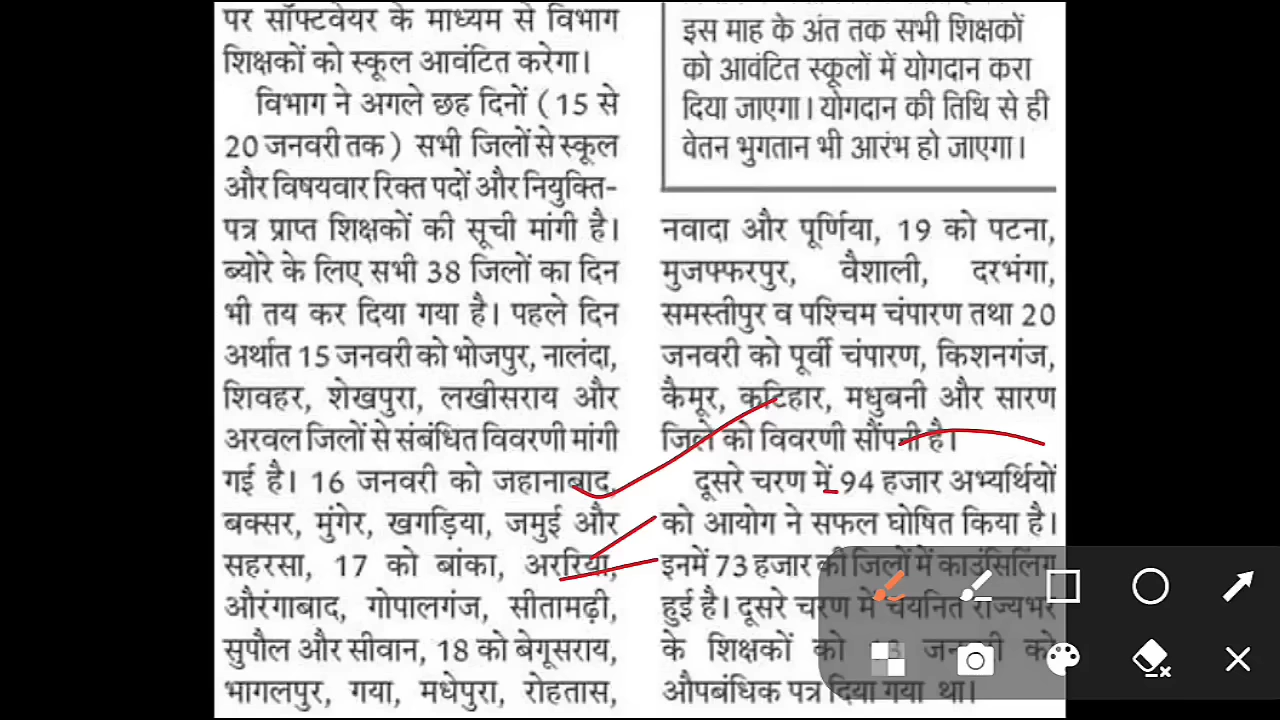 पर सॉफ्टवेयर के माध्यम से विभाग
शिक्षकों को स्कूल आवंटित करेगा।
विभाग ने अगले छह दिनों (15 से
20 जनवरी तक) सभी जिलों से स्कूल
और विषयवार रिक्त पदों और नियुक्ति-
पत्र प्राप्त शिक्षकों की सूची मांगी है।
ब्योरे के लिए सभी 38 जिलों का दिन
भी तय कर दिया गया है। पहले दिन
अर्थात 15 जनवरी को भोजपुर, नालंदा,
शिवहर, शेखपुरा, लखीसराय और
अरवल जिलों से संबंधित विवरणी मांगी
गई है। 16 जनवरी को जहानाबाद,
बक्सर, मुंगेर, खगड़िया, जमुई और
सहरसा, 17 को बांका, अररिया,
औरंगाबाद, गोपालगंज, सीतामढ़ी,
सुपौल और सीवान, 18 को बेगूसराय,
भागलपुर, गया, मधेपुरा, रोहतास,
इस माह के अंत तक सभी शिक्षकों
को आवंटित स्कूलों में योगदान करा
दिया जाएगा। योगदान की तिथि से ही
वेतन भुगतान भी आरंभ हो जाएगा।
नवादा और पूर्णिया, 19 को पटना,
मुजफ्फरपुर, वैशाली, दरभंगा,
समस्तीपुर व पश्चिम चंपारण तथा 20
जनवरी को पूर्वी चंपारण, किशनगंज,
कैमूर, कटिहार, मधुबनी और सारण
जिले को विवरणी सौंपनी है।
दूसरे चरण में 94 हजार अभ्यर्थियों
को आयोग ने सफल घोषित किया है।
इनमें 73 हजार की जिलों में काउंसिलिंग
हुई है। दूसरे चरण में चयनित राज्यभर
के शिक्षकों को 13 जनवरी को
औपबंधिक पत्र दिया गया था।